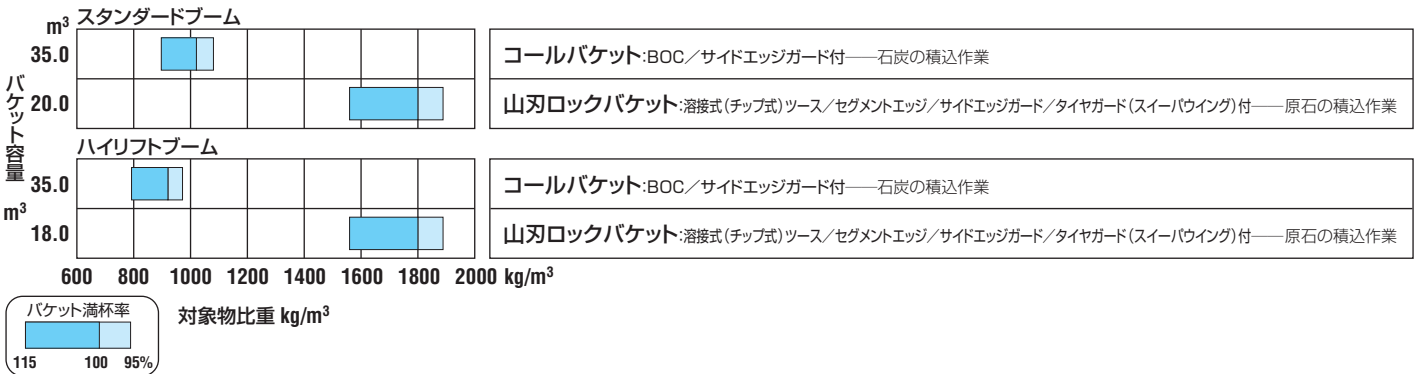 m³ スタンダードブーム
35.0 コールバケット:BOC/サイドエッジガード付──石炭の積込作業
20.0 山刃ロックバケット:溶接式(チップ式)ツース/セグメントエッジ/サイドエッジガード/タイヤガード(スイーパウイング)付──原石の積込作業
バケット容量 m³
ハイリフトブーム
35.0 コールバケット:BOC/サイドエッジガード付──石炭の積込作業
18.0 山刃ロックバケット:溶接式(チップ式)ツース/セグメントエッジ/サイドエッジガード/タイヤガード(スイーパウイング)付──原石の積込作業
600 800 1000 1200 1400 1600 1800 2000 kg/m³
対象物比重 kg/m³
バケット満杯率
115 100 95%